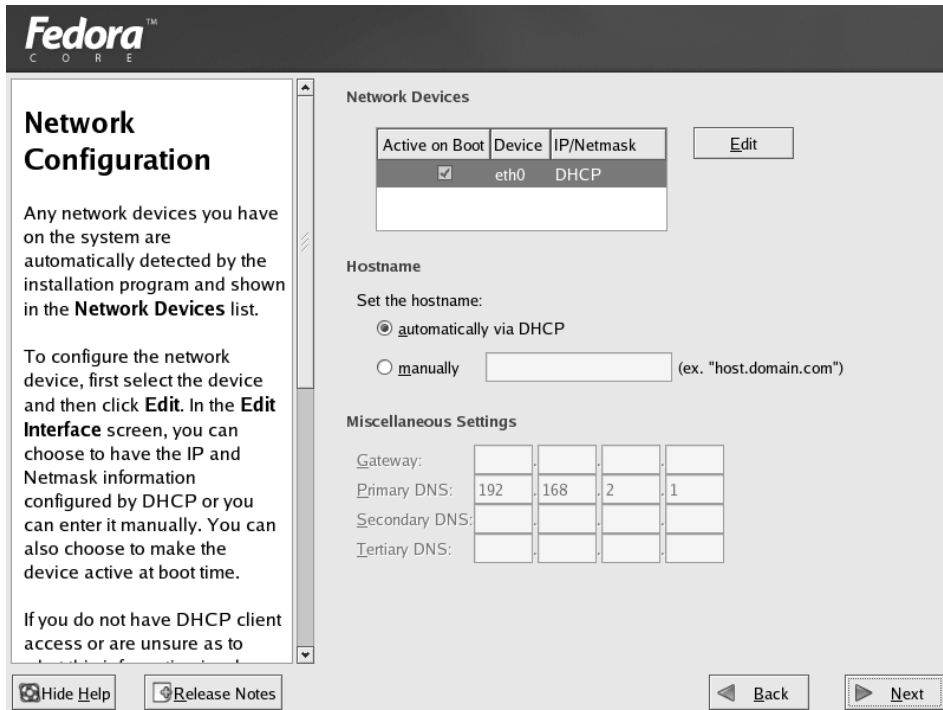 Fedora™
CORE
Network
Configuration
Any network devices you have
on the system are
automatically detected by the
installation program and shown
in the Network Devices list.
To configure the network
device, first select the device
and then click Edit. In the Edit
Interface screen, you can
choose to have the IP and
Netmask information
configured by DHCP or you
can enter it manually. You can
also choose to make the
device active at boot time.
If you do not have DHCP client
access or are unsure as to
Network Devices
Active on Boot Device IP/Netmask
eth0 DHCP
Edit
Hostname
Set the hostname:
automatically via DHCP
manually (ex. "host.domain.com")
Miscellaneous Settings
Gateway: . . .
Primary DNS: 192 . 168 . 2 . 1
Secondary DNS: . . .
Tertiary DNS: . . .
Hide Help
Release Notes
Back
Next